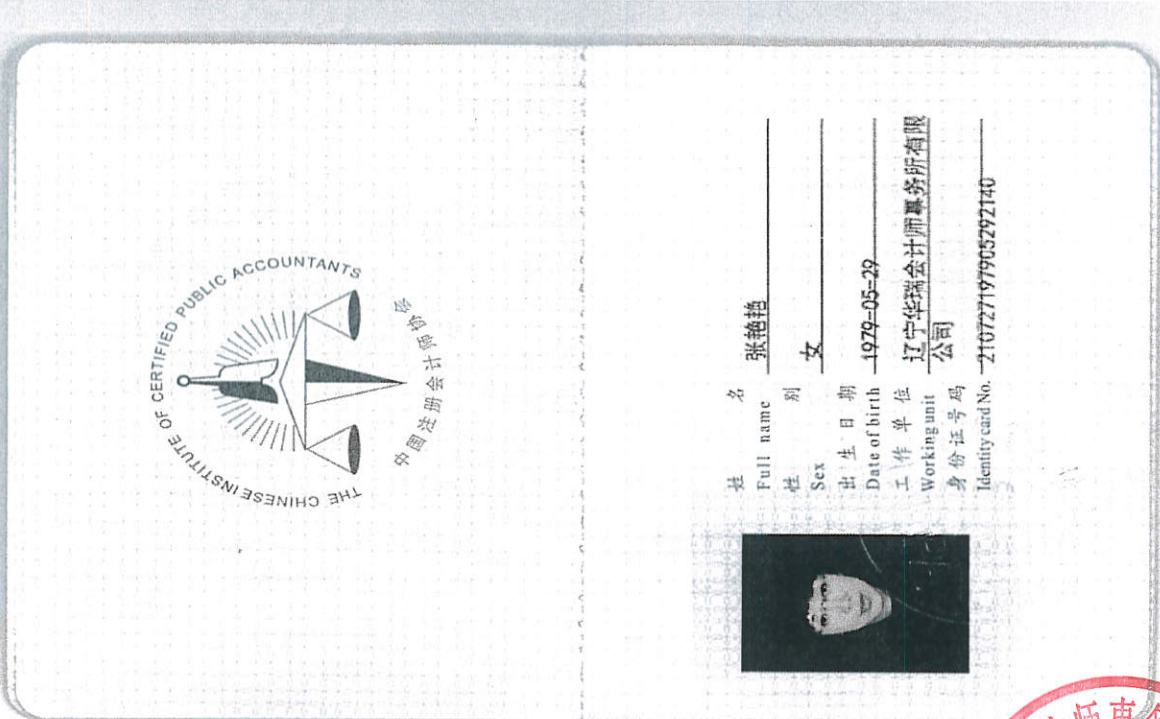 THE CHINESE INSTITUTE OF CERTIFIED PUBLIC ACCOUNTANTS
中国注册会计师协会
姓 名 张艳艳
Full name
性 别 女
Sex
出生日期 1979-05-29
Date of birth
工作单位 辽宁华瑞会计师事务所有限
Working unit 公司
身份证号码
Identity card No. 210727197905292140